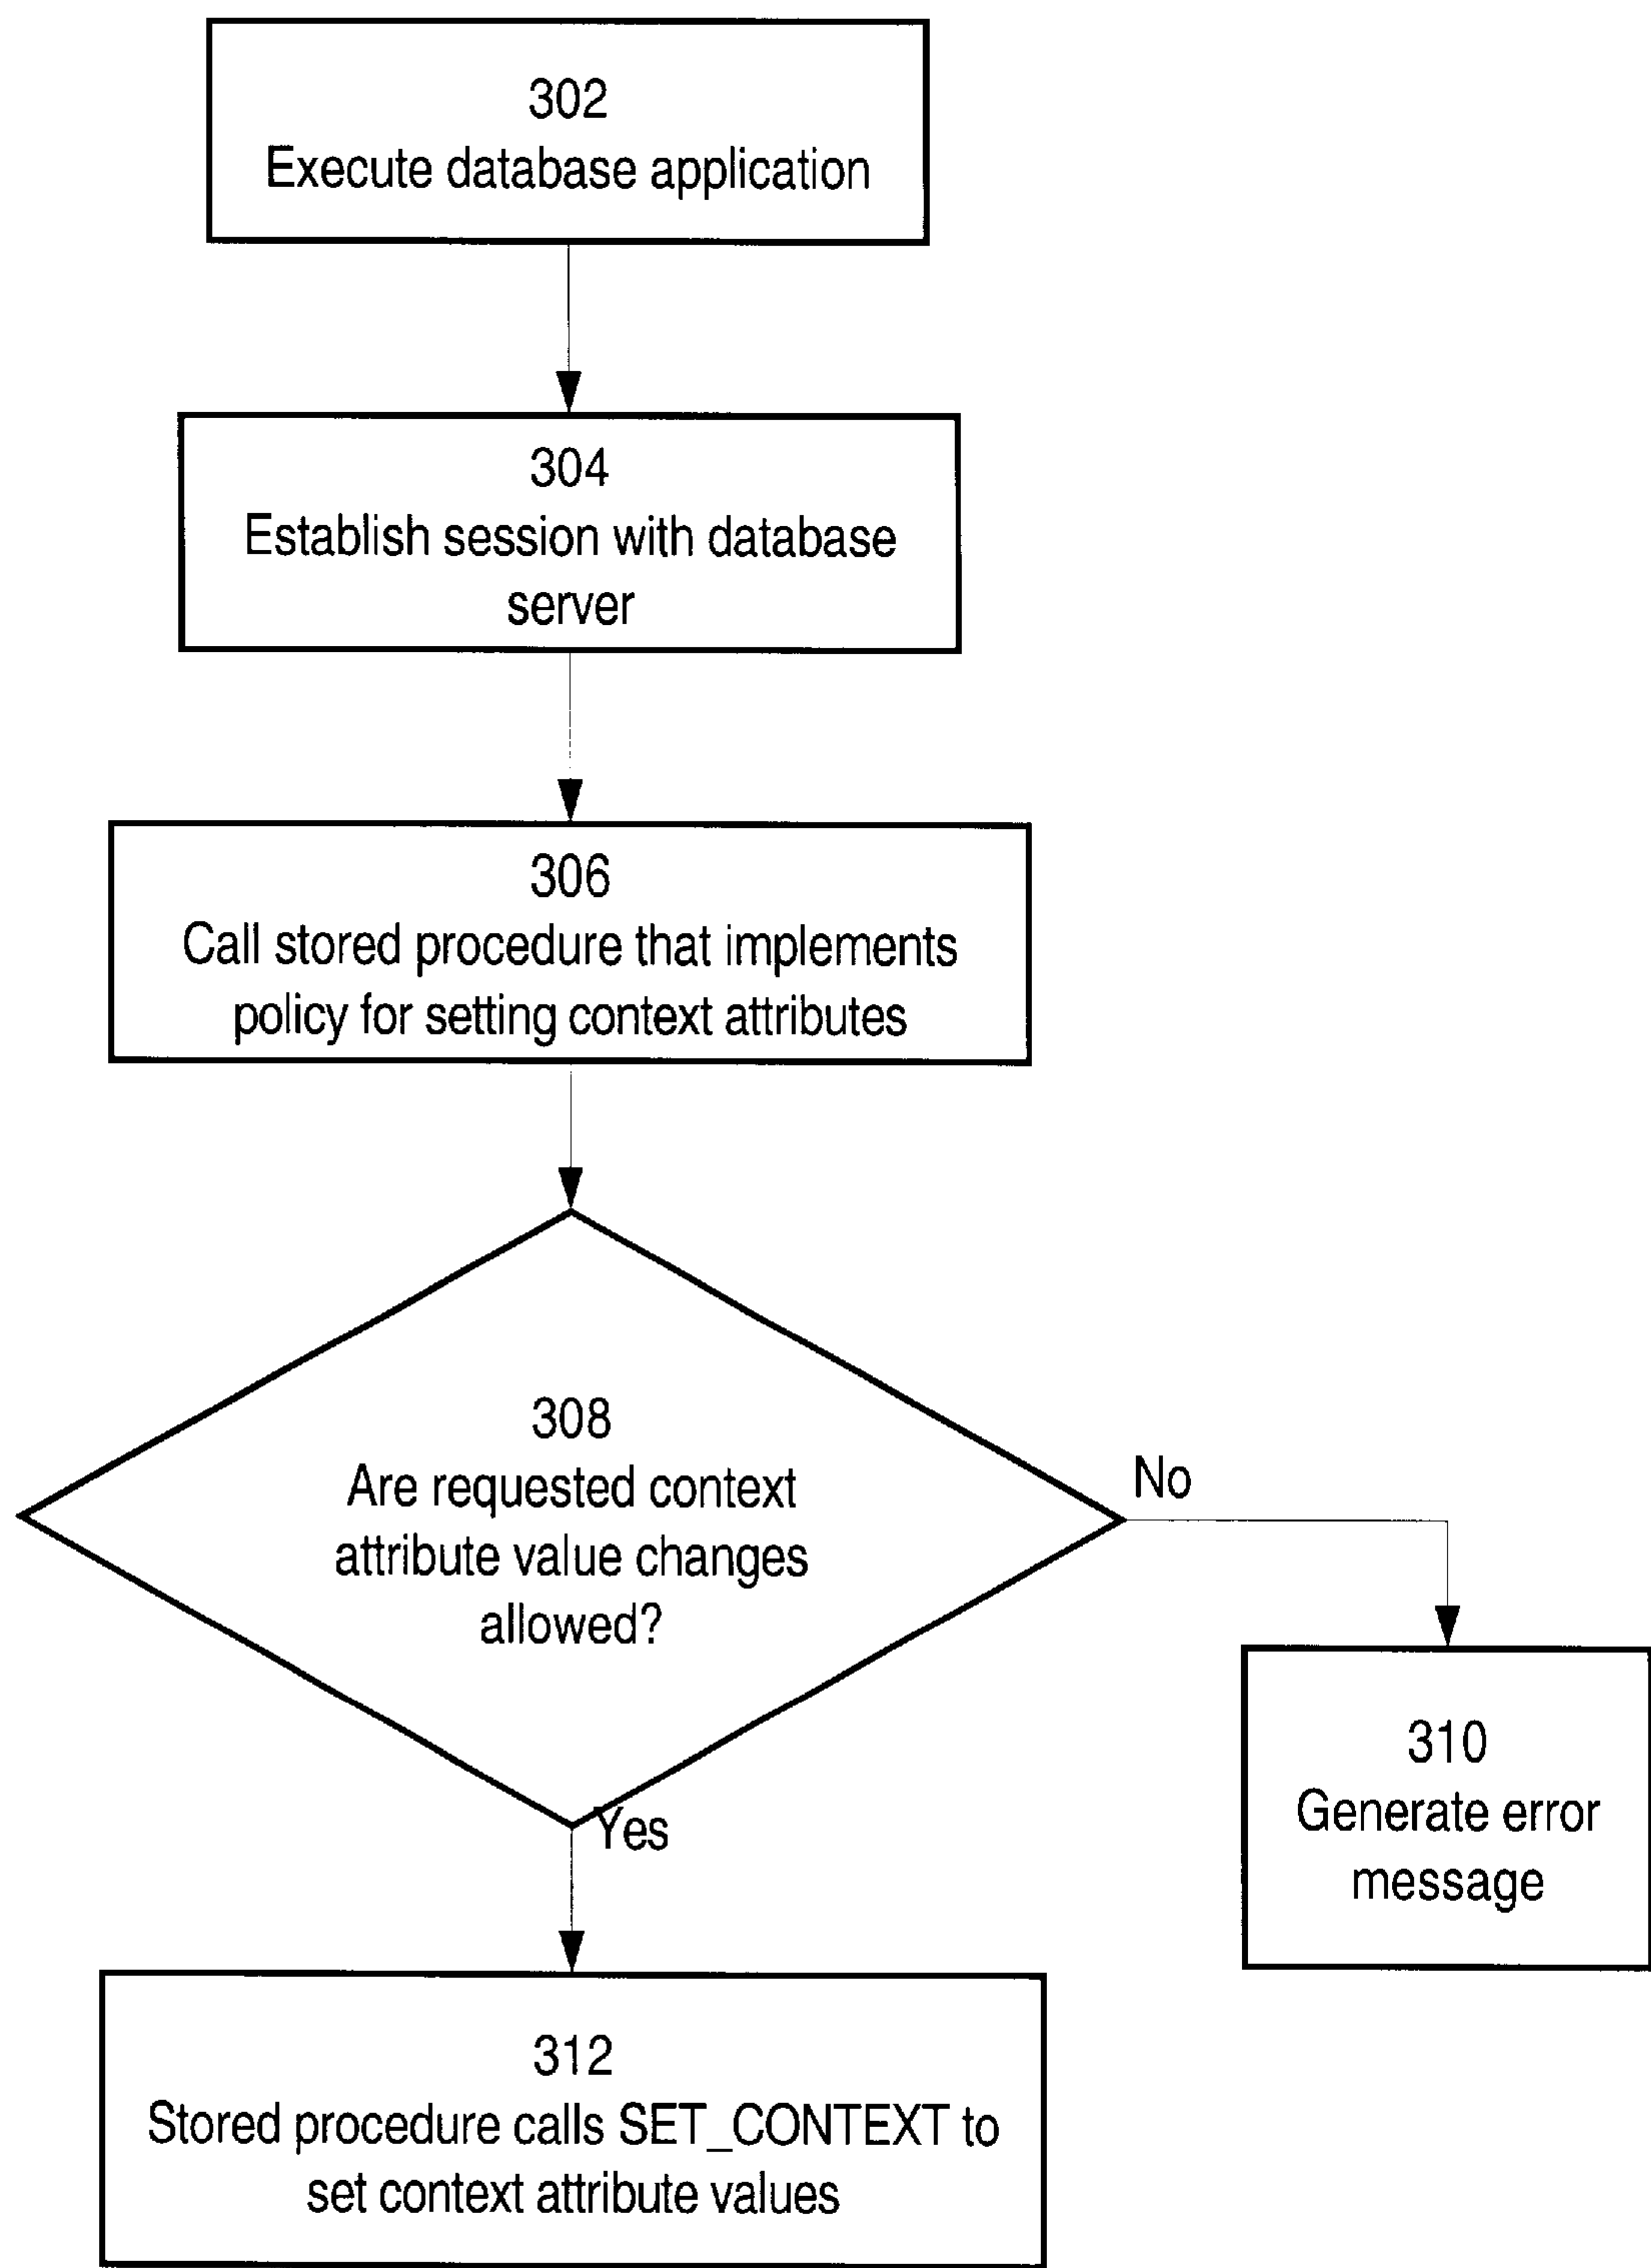 302
Execute database application
304
Establish session with database
server
306
Call stored procedure that implements
policy for setting context attributes
308
Are requested context
attribute value changes
allowed?
No
Yes
310
Generate error
message
312
Stored procedure calls SET_CONTEXT to
set context attribute values